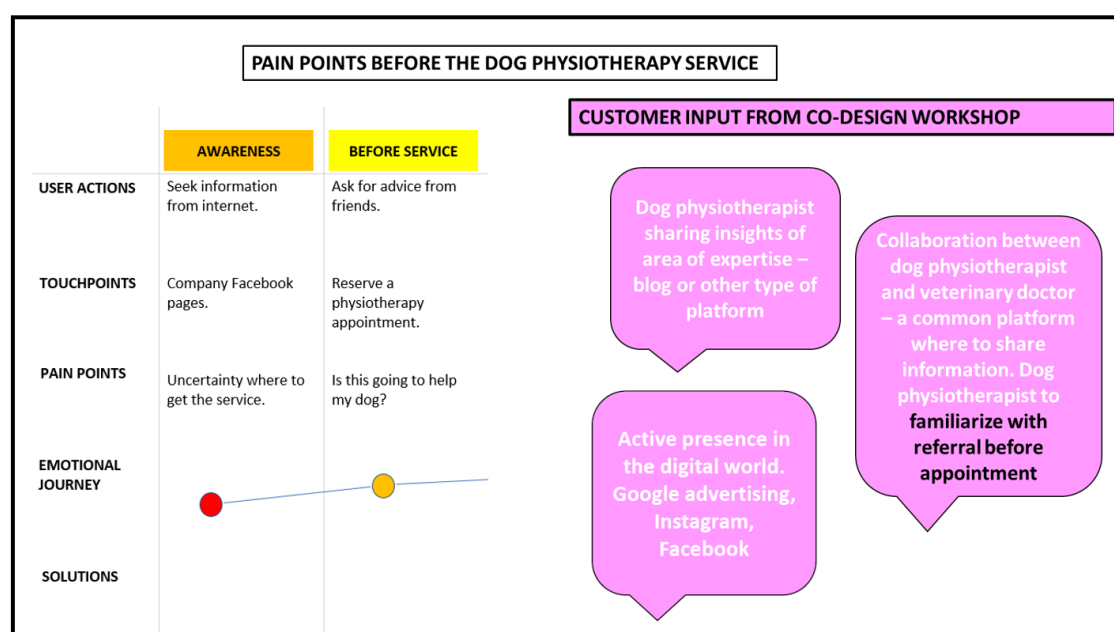 PAIN POINTS BEFORE THE DOG PHYSIOTHERAPY SERVICE
AWARENESS
BEFORE SERVICE
USER ACTIONS
Seek information
from internet.
Ask for advice from
friends.
TOUCHPOINTS
Company Facebook
pages.
Reserve a
physiotherapy
appointment.
PAIN POINTS
Uncertainty where to
get the service.
Is this going to help
my dog?
EMOTIONAL
JOURNEY
SOLUTIONS
CUSTOMER INPUT FROM CO-DESIGN WORKSHOP
Dog physiotherapist
sharing insights of
area of expertise –
blog or other type of
platform
Collaboration between
dog physiotherapist
and veterinary doctor
– a common platform
where to share
information. Dog
physiotherapist to
familiarize with
referral before
appointment
Active presence in
the digital world.
Google advertising,
Instagram,
Facebook